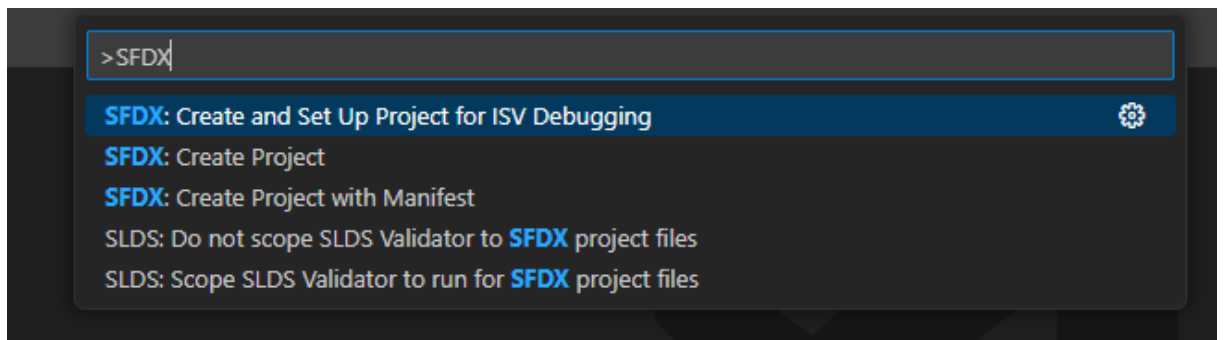 >SFDX
SFDX: Create and Set Up Project for ISV Debugging
SFDX: Create Project
SFDX: Create Project with Manifest
SLDS: Do not scope SLDS Validator to SFDX project files
SLDS: Scope SLDS Validator to run for SFDX project files